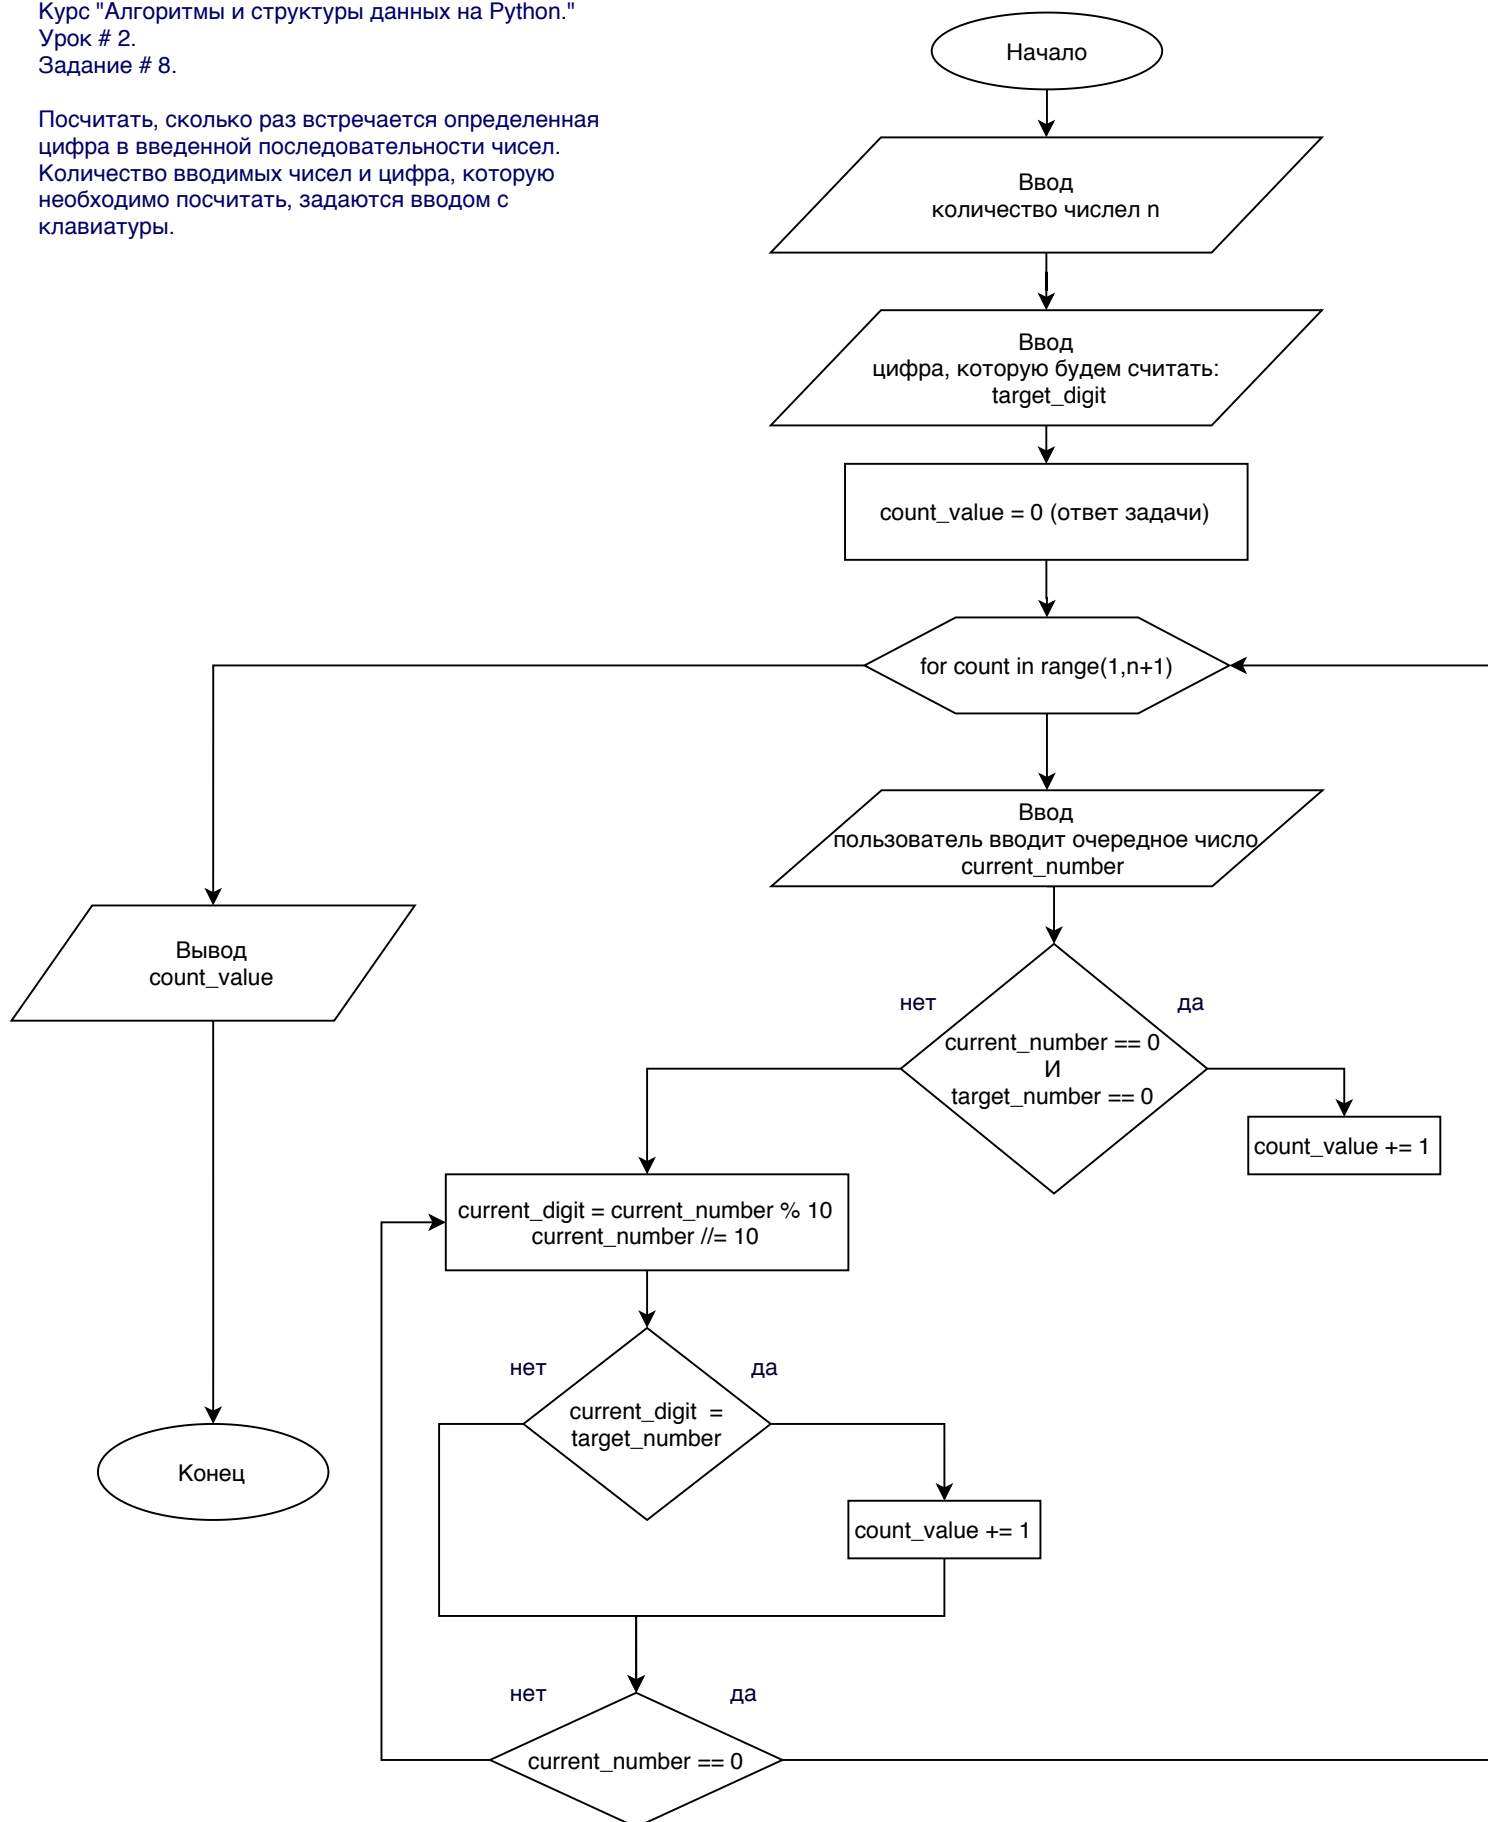 Курс "Алгоритмы и структуры данных на Python."
Урок # 2.
Задание # 8.
Посчитать, сколько раз встречается определенная
цифра в введенной последовательности чисел.
Количество вводимых чисел и цифра, которую
необходимо посчитать, задаются вводом с
клавиатуры.
Начало
Ввод
количество числел n
Ввод
цифра, которую будем считать:
target_digit
count_value = 0 (ответ задачи)
for count in range(1,n+1)
Ввод
пользователь вводит очередное число
current_number
Вывод
count_value
нет
да
current_number == 0
И
target_number == 0
count_value += 1
current_digit = current_number % 10
current_number //= 10
нет
да
current_digit  =
target_number
Конец
count_value += 1
нет
да
current_number == 0